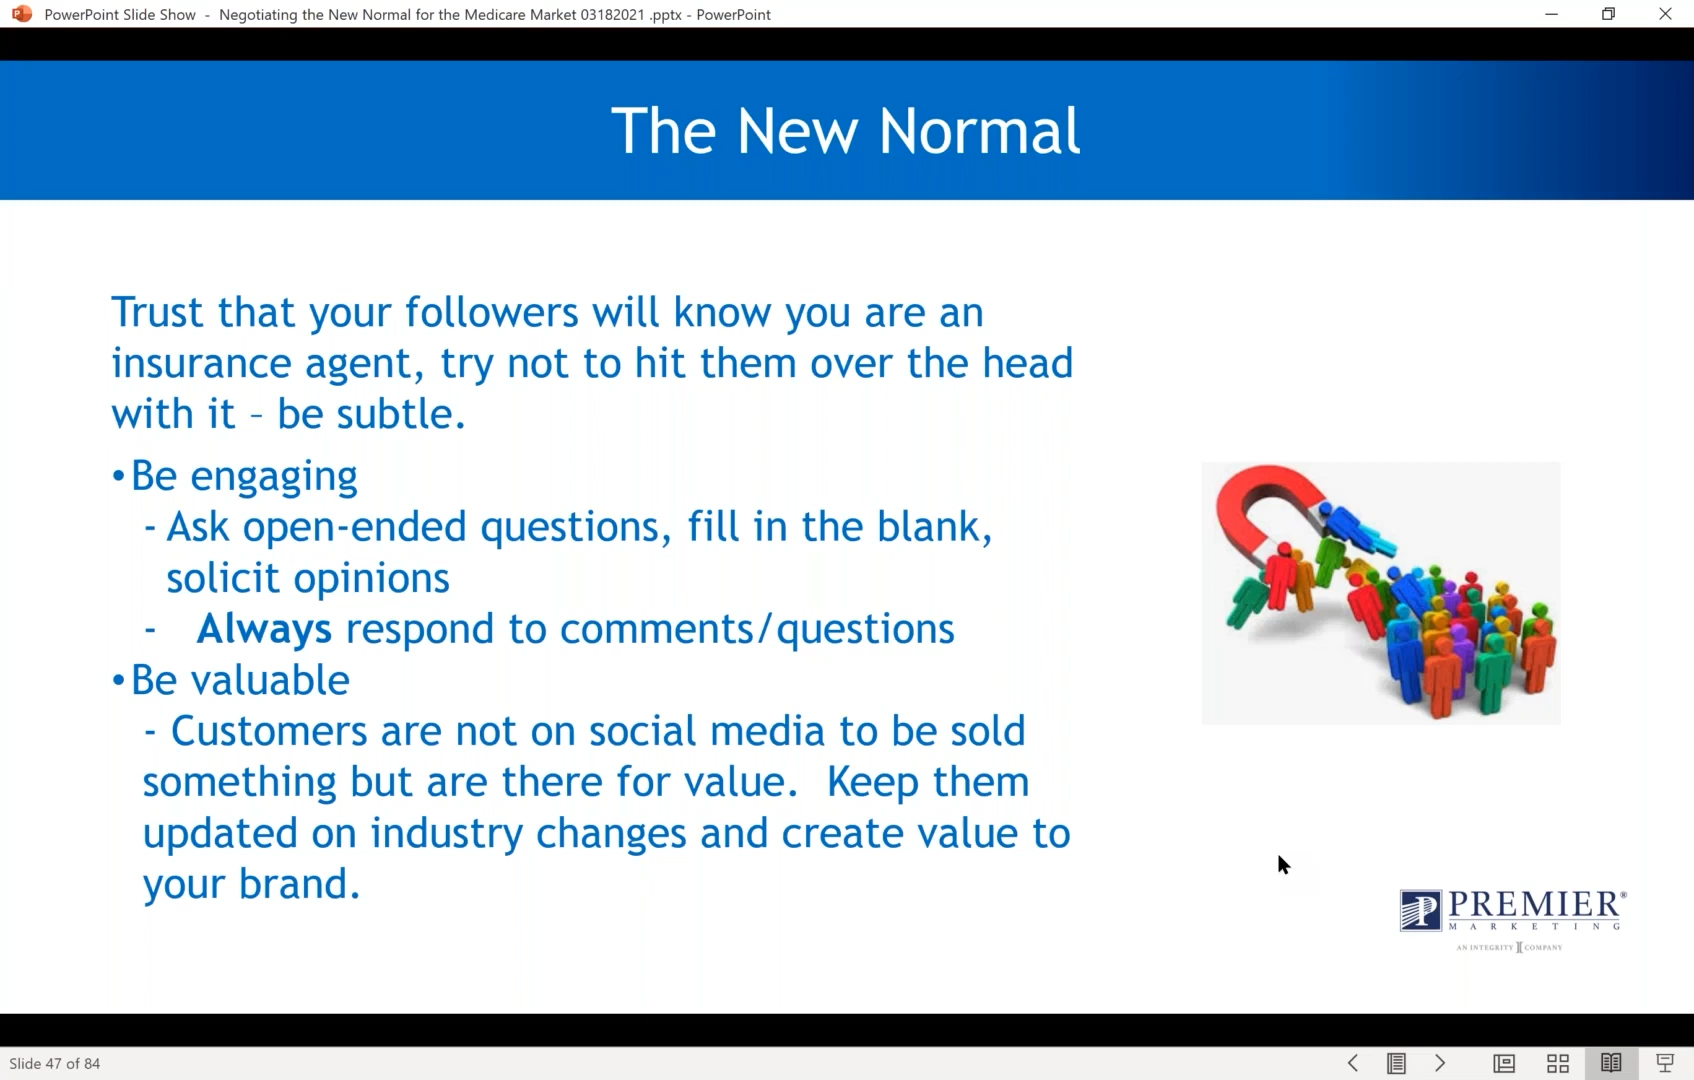 PowerPoint Slide Show - Negotiating the New Normal for the Medicare Market 03182021 .pptx - PowerPoint
The New Normal
Trust that your followers will know you are an
insurance agent, try not to hit them over the head
with it – be subtle.
•Be engaging
- Ask open-ended questions, fill in the blank,
solicit opinions
- Always respond to comments/questions
•Be valuable
- Customers are not on social media to be sold
something but are there for value.  Keep them
updated on industry changes and create value to
your brand.
PREMIER®
MARKETING
AN INTEGRITY COMPANY
Slide 47 of 84